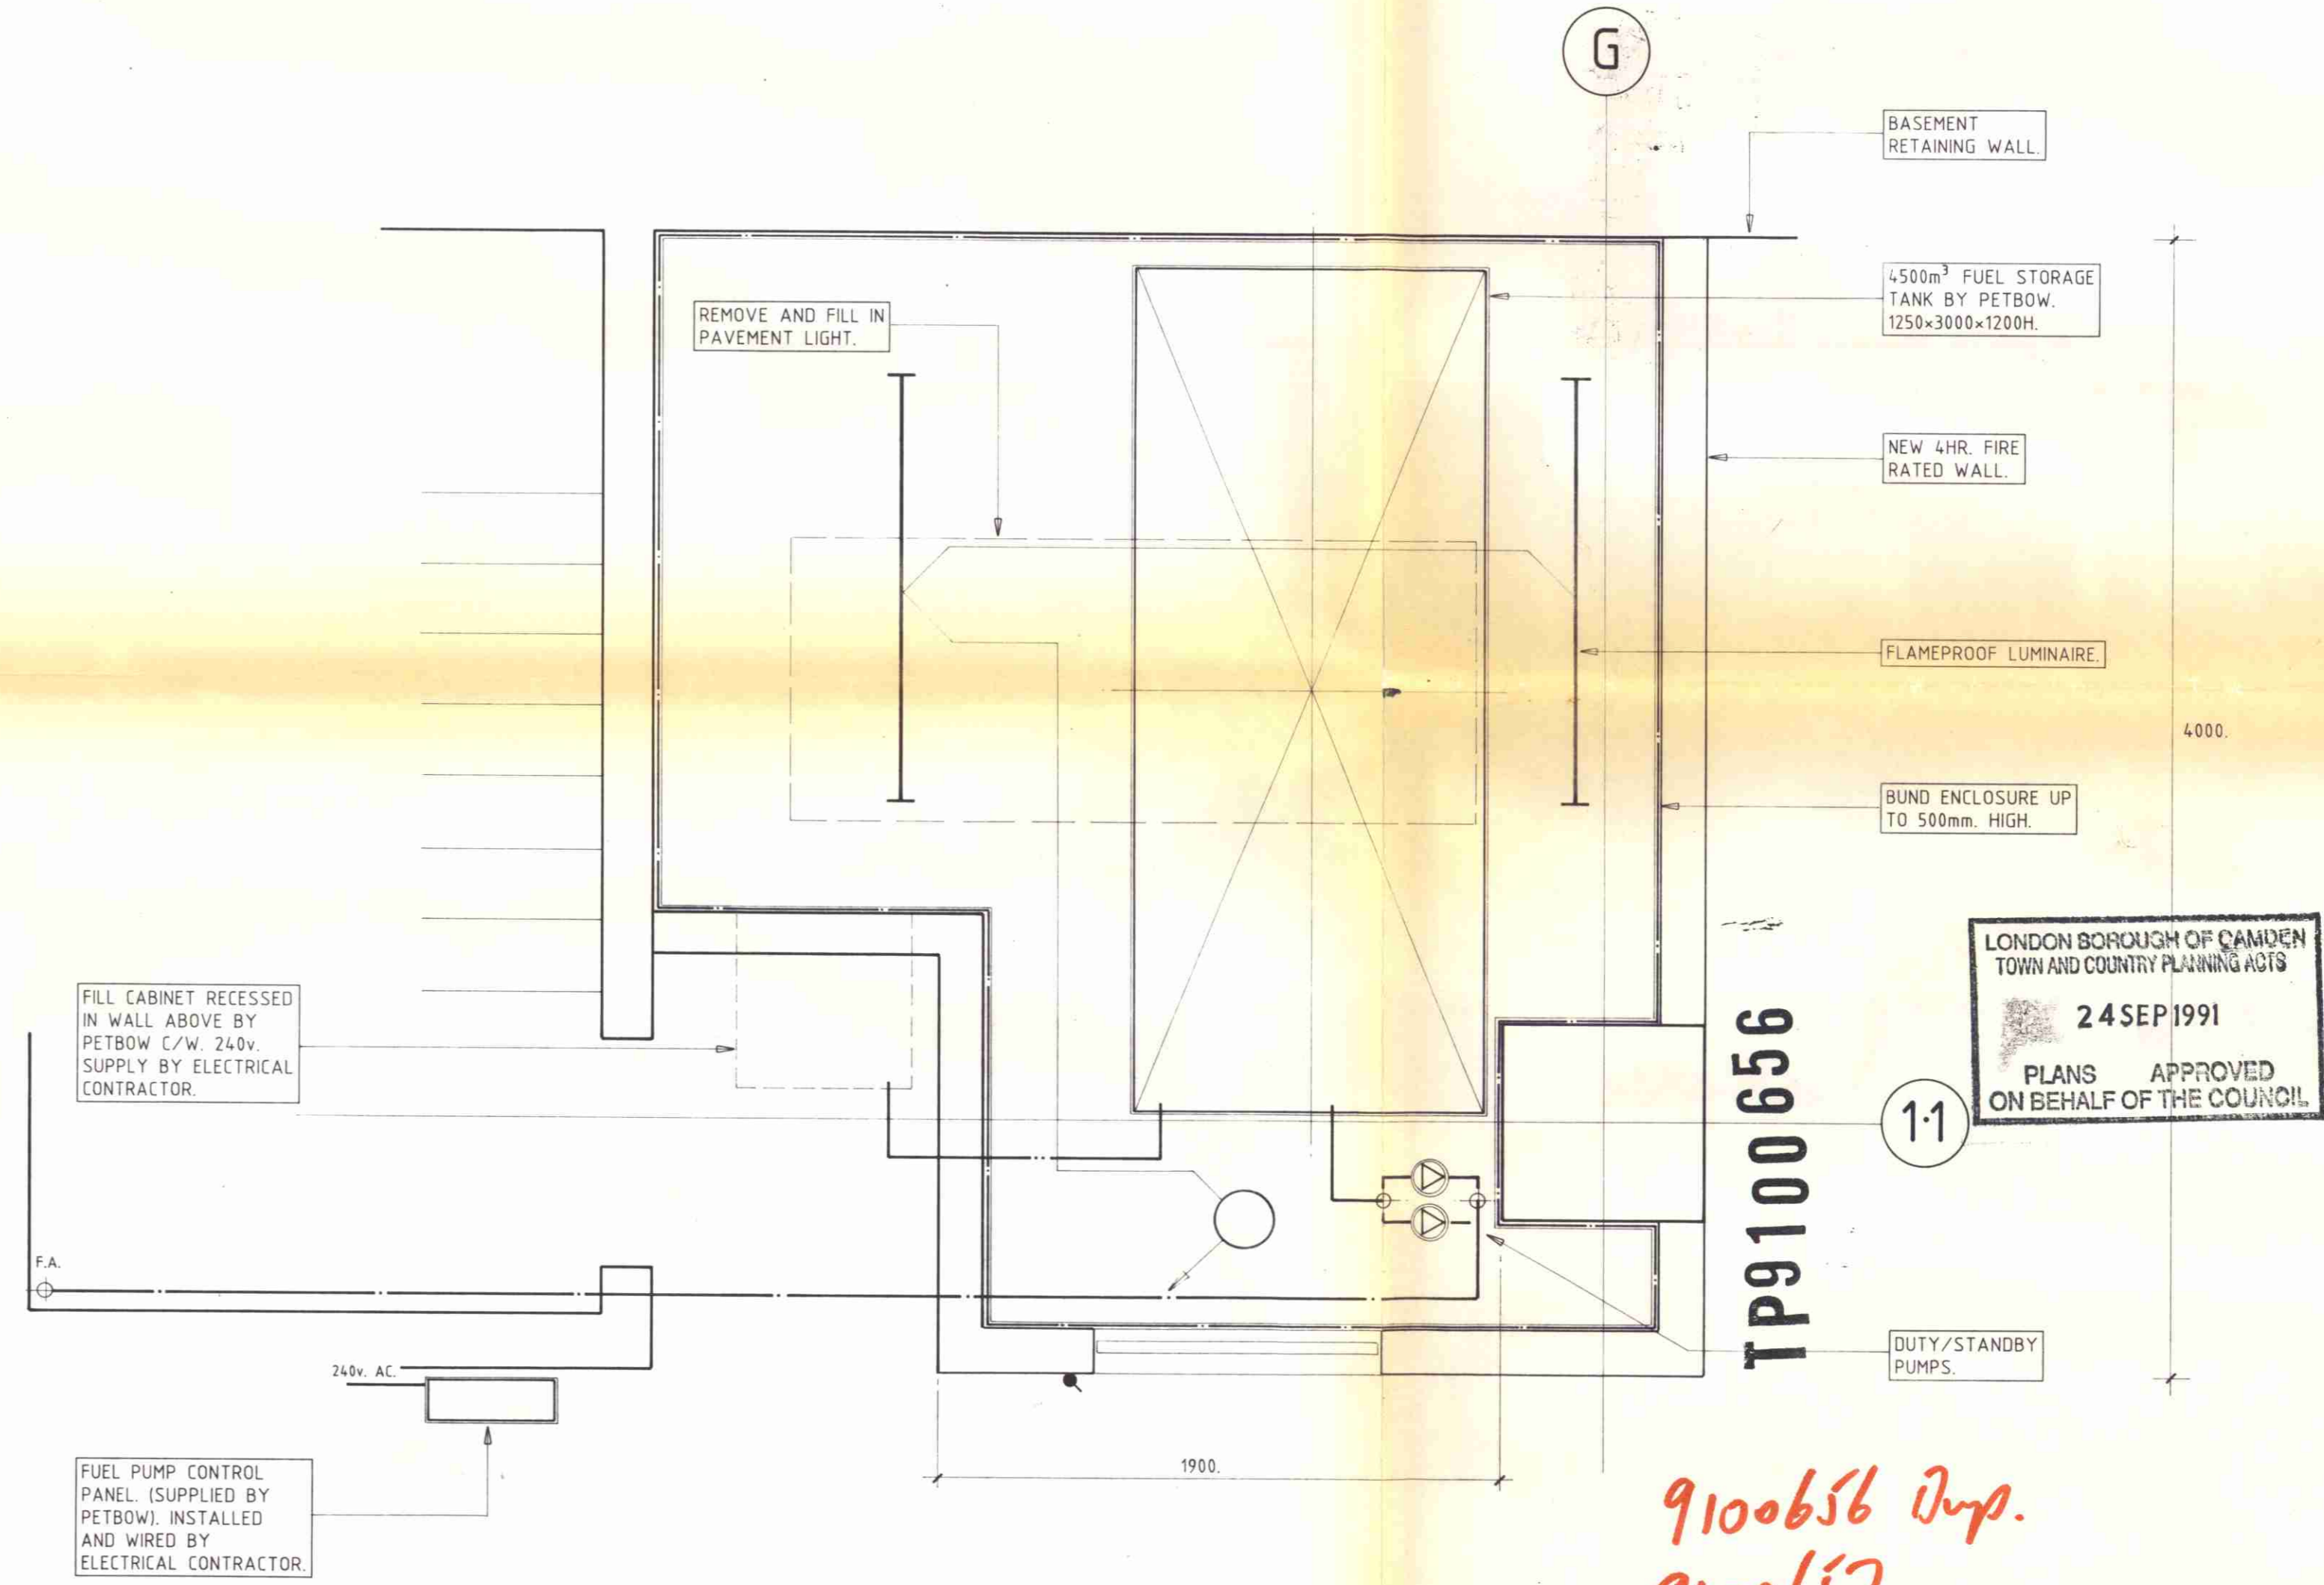 G
BASEMENT
RETAINING WALL.
4500m³ FUEL STORAGE
TANK BY PETBOW.
1250×3000×1200H.
REMOVE AND FILL IN
PAVEMENT LIGHT.
NEW 4HR. FIRE
RATED WALL.
FLAMEPROOF LUMINAIRE.
4000.
BUND ENCLOSURE UP
TO 500mm. HIGH.
LONDON BOROUGH OF CAMDEN
TOWN AND COUNTRY PLANNING ACTS
24 SEP 1991
PLANS APPROVED
ON BEHALF OF THE COUNCIL
FILL CABINET RECESSED
IN WALL ABOVE BY
PETBOW C/W. 240v.
SUPPLY BY ELECTRICAL
CONTRACTOR.
1·1
TP9100656
F.A.
DUTY/STANDBY
PUMPS.
240v. AC.
1900.
FUEL PUMP CONTROL
PANEL. (SUPPLIED BY
PETBOW). INSTALLED
AND WIRED BY
ELECTRICAL CONTRACTOR.
9100656 Dup.